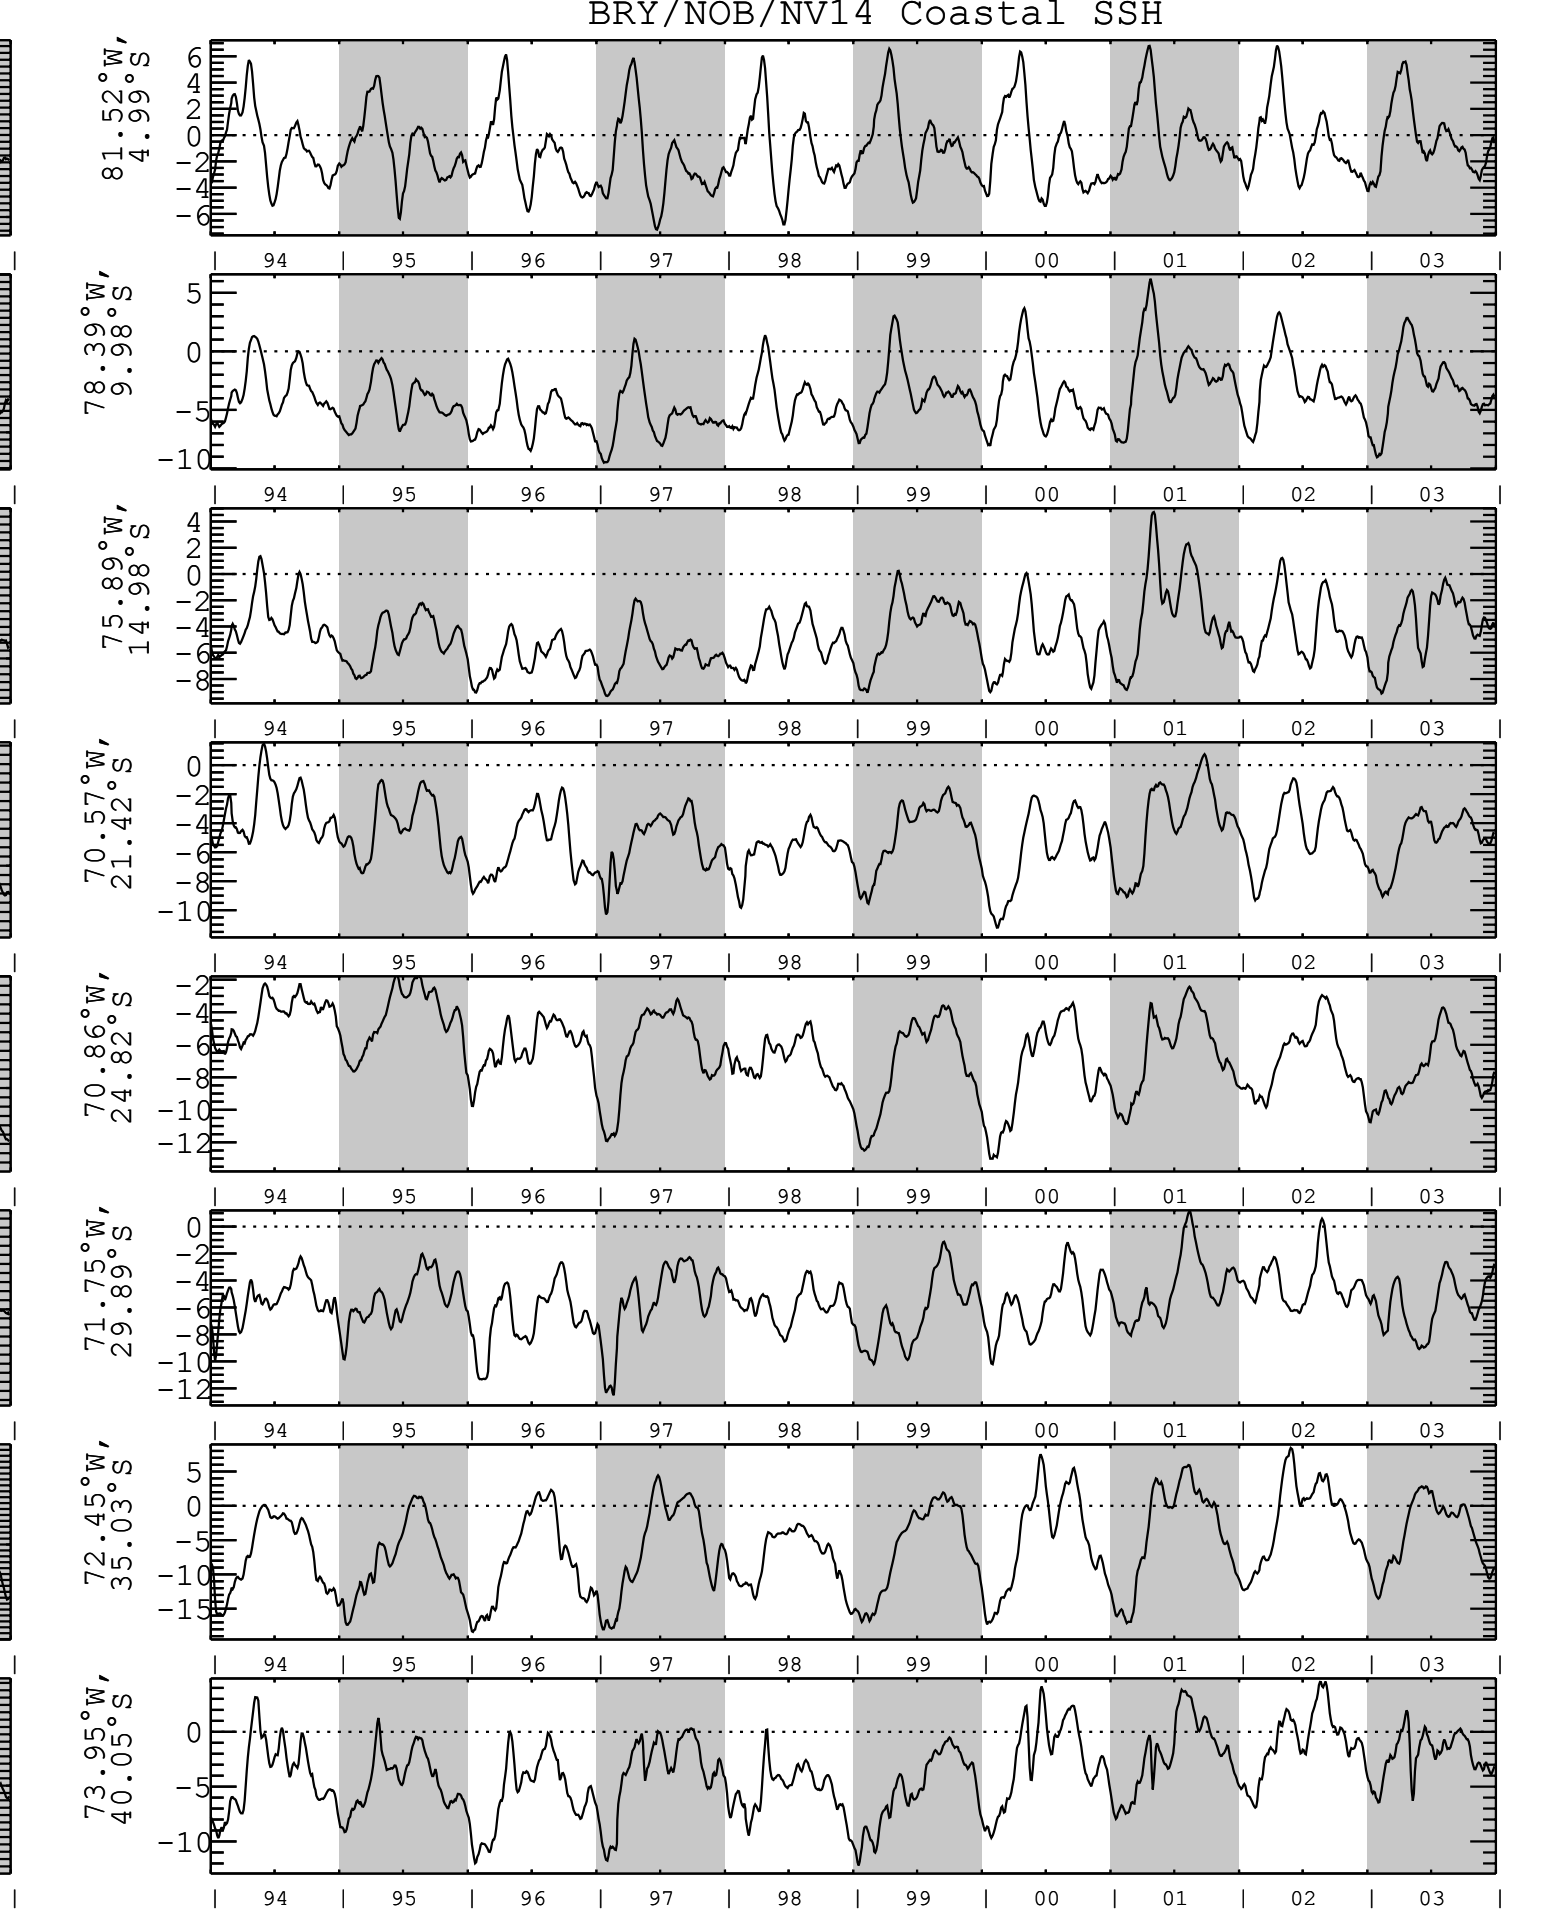 BRY/NOB/NV14 Coastal SSH
81.52°W,
4.99°S
6
4
2
0
−2
−4
−6
94 95 96 97 98 99 00 01 02 03
78.39°W,
9.98°S
5
0
−5
−10
94 95 96 97 98 99 00 01 02 03
75.89°W,
14.98°S
4
2
0
−2
−4
−6
−8
94 95 96 97 98 99 00 01 02 03
70.57°W,
21.42°S
0
−2
−4
−6
−8
−10
94 95 96 97 98 99 00 01 02 03
70.86°W,
24.82°S
−2
−4
−6
−8
−10
−12
94 95 96 97 98 99 00 01 02 03
71.75°W,
29.89°S
0
−2
−4
−6
−8
−10
−12
94 95 96 97 98 99 00 01 02 03
72.45°W,
35.03°S
5
0
−5
−10
−15
94 95 96 97 98 99 00 01 02 03
73.95°W,
40.05°S
0
−5
−10
94 95 96 97 98 99 00 01 02 03